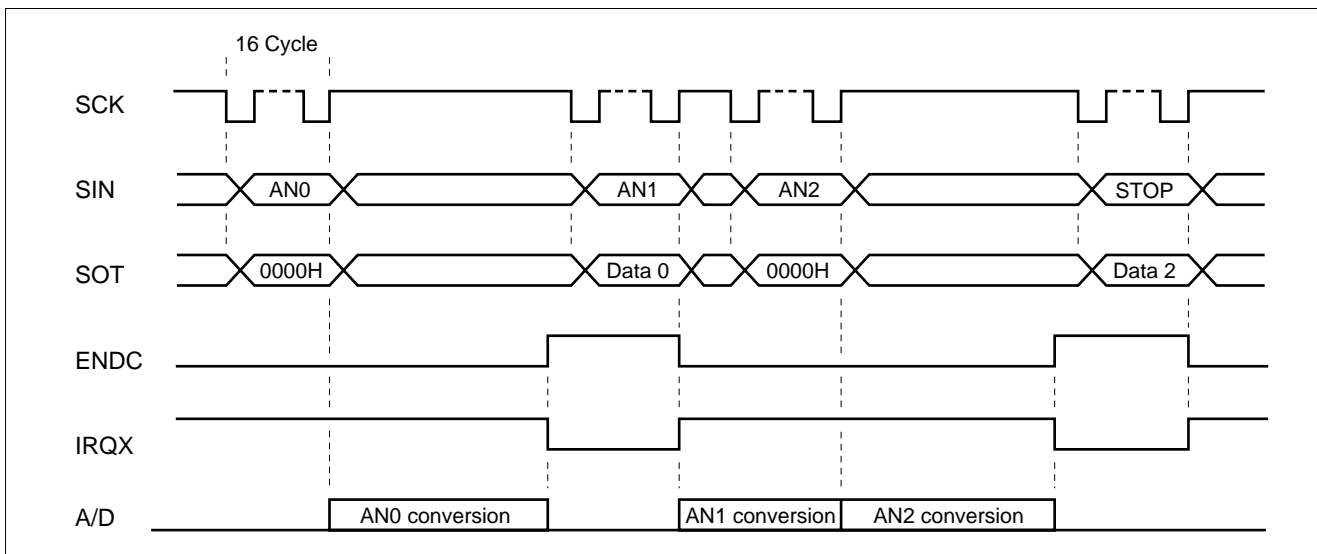 16 Cycle
SCK
SIN AN0 AN1 AN2 STOP
SOT 0000H Data 0 0000H Data 2
ENDC
IRQX
A/D AN0 conversion AN1 conversion AN2 conversion